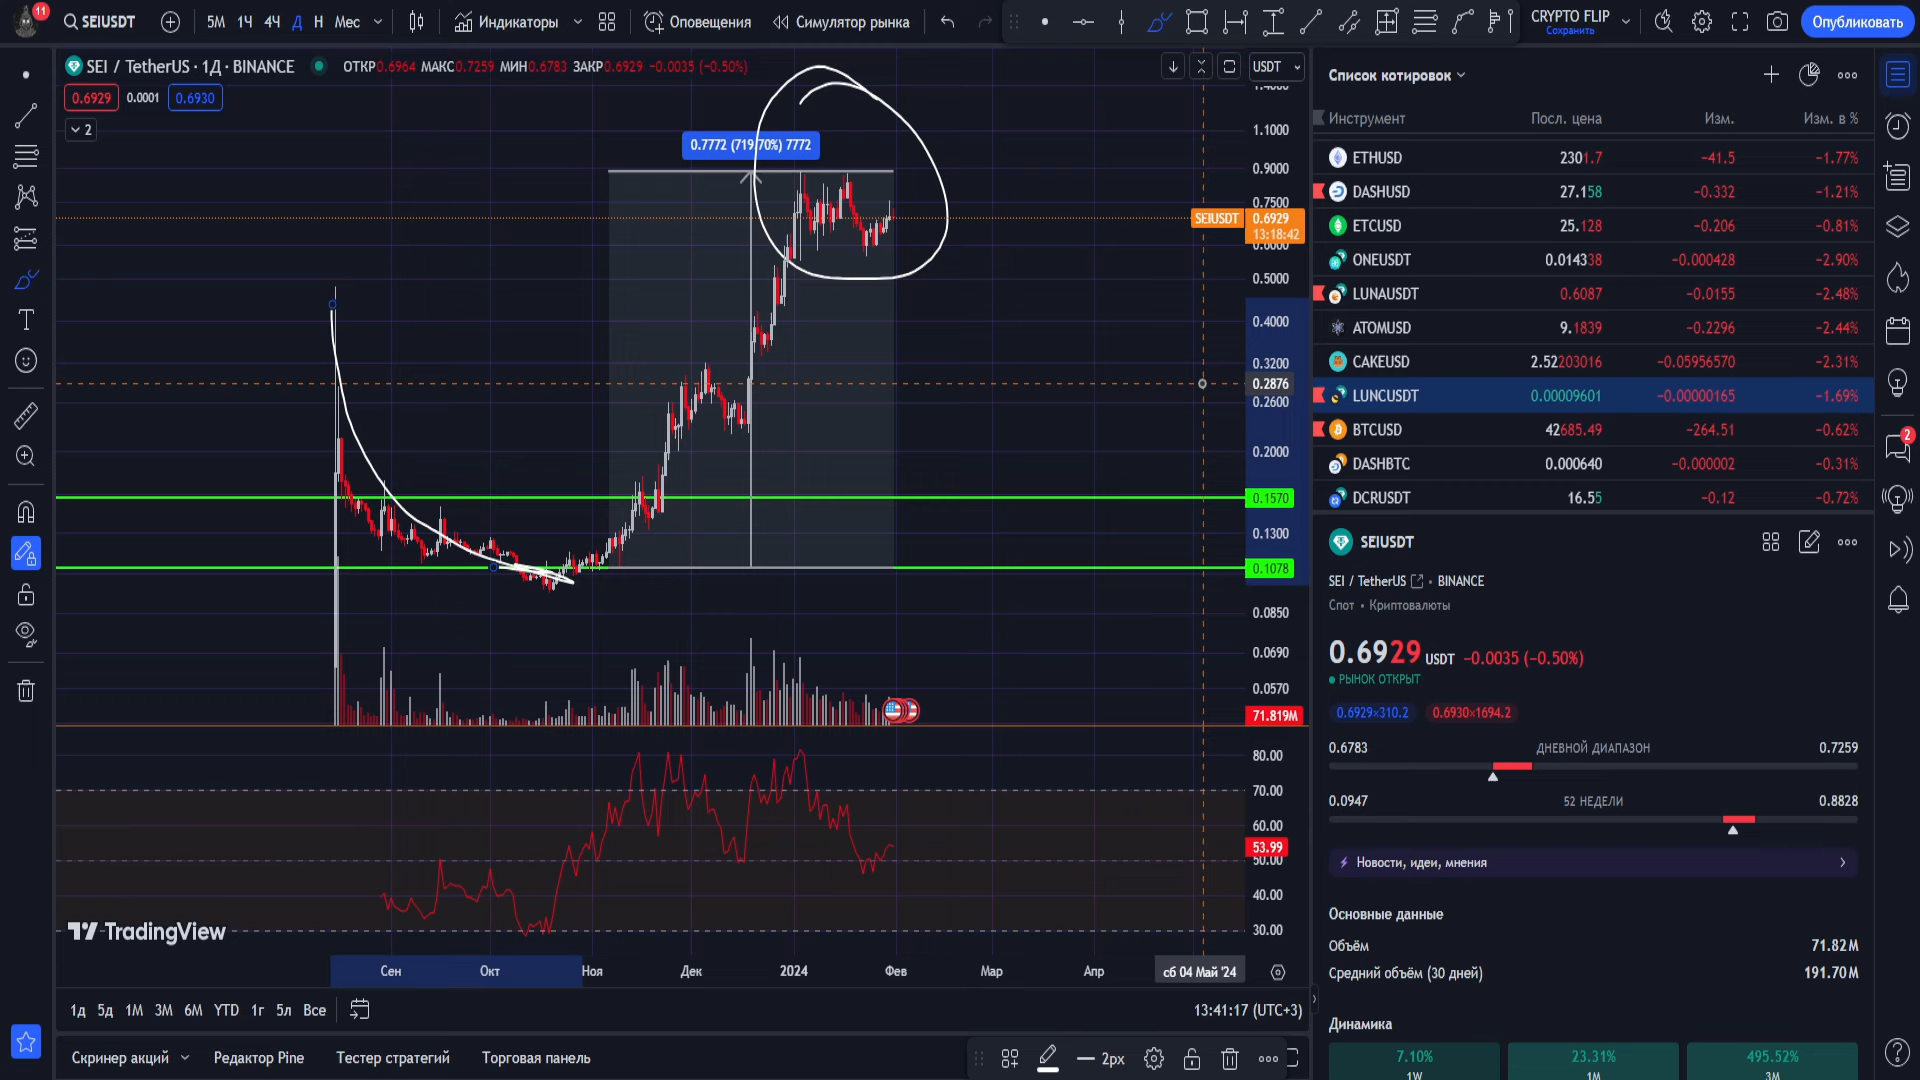 11
SEIUSDT
5М 1Ч 4Ч Д Н Мес
Индикаторы
Оповещения
Симулятор рынка
CRYPTO FLIP
Сохранить
Опубликовать
SEI / TetherUS · 1Д · BINANCE
ОТКР0.6964 МАКС0.7259 МИН0.6783 ЗАКР0.6929 −0.0035 (−0.50%)
USDT
0.6929 0.0001 0.6930
2
0.7772 (719.70%) 7772
1.1000
0.9000
0.7500
SEIUSDT 0.6929
13:18:42
0.6000
0.5000
0.4000
0.3200
0.2876
0.2600
0.2000
0.1570
0.1300
0.1078
0.0850
0.0690
0.0570
71.819M
80.00
70.00
60.00
53.99
50.00
40.00
30.00
TradingView
Сен Окт Ноя Дек 2024 Фев Мар Апр сб 04 Май '24
1д 5д 1М 3М 6М YTD 1г 5л Все
13:41:17 (UTC+3)
Скринер акций Редактор Pine Тестер стратегий Торговая панель
2px
Список котировок
Инструмент Посл. цена Изм. Изм. в %
ETHUSD 2301.7 −41.5 −1.77%
DASHUSD 27.158 −0.332 −1.21%
ETCUSD 25.128 −0.206 −0.81%
ONEUSDT 0.014338 −0.000428 −2.90%
LUNAUSDT 0.6087 −0.0155 −2.48%
ATOMUSD 9.1839 −0.2296 −2.44%
CAKEUSD 2.52203016 −0.05956570 −2.31%
LUNCUSDT 0.00009601 −0.00000165 −1.69%
BTCUSD 42685.49 −264.51 −0.62%
DASHBTC 0.000640 −0.000002 −0.31%
DCRUSDT 16.55 −0.12 −0.72%
2
SEIUSDT
SEI / TetherUS • BINANCE
Спот • Криптовалюты
0.6929 USDT −0.0035 (−0.50%)
РЫНОК ОТКРЫТ
0.6929×310.2 0.6930×1694.2
0.6783 ДНЕВНОЙ ДИАПАЗОН 0.7259
0.0947 52 НЕДЕЛИ 0.8828
Новости, идеи, мнения
Основные данные
Объём 71.82M
Средний объём (30 дней) 191.70M
Динамика
7.10% 23.31% 495.52%
1W 1M 3M